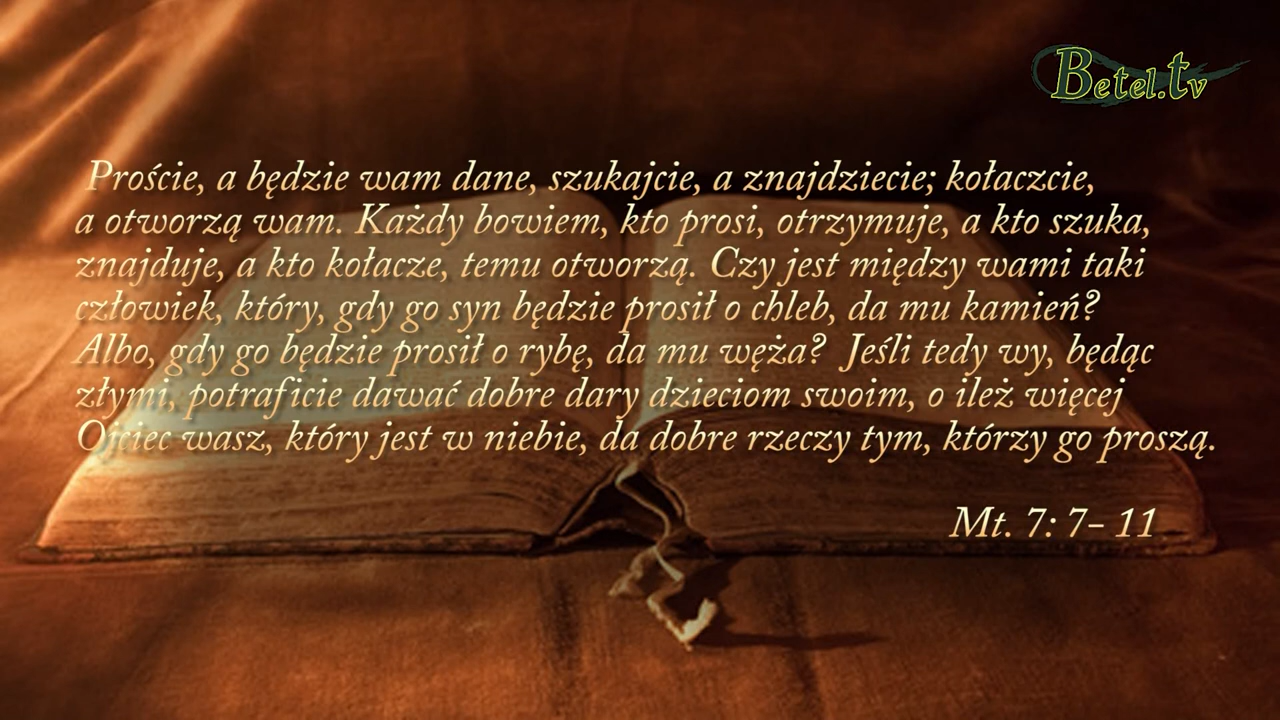 Betel.tv
Proście, a będzie wam dane, szukajcie, a znajdziecie; kołaczcie,
a otworzą wam. Każdy bowiem, kto prosi, otrzymuje, a kto szuka,
znajduje, a kto kołacze, temu otworzą. Czy jest między wami taki
człowiek, który, gdy go syn będzie prosił o chleb, da mu kamień?
Albo, gdy go będzie prosił o rybę, da mu węża? Jeśli tedy wy, będąc
złymi, potraficie dawać dobre dary dzieciom swoim, o ileż więcej
Ojciec wasz, który jest w niebie, da dobre rzeczy tym, którzy go proszą.
Mt. 7: 7- 11